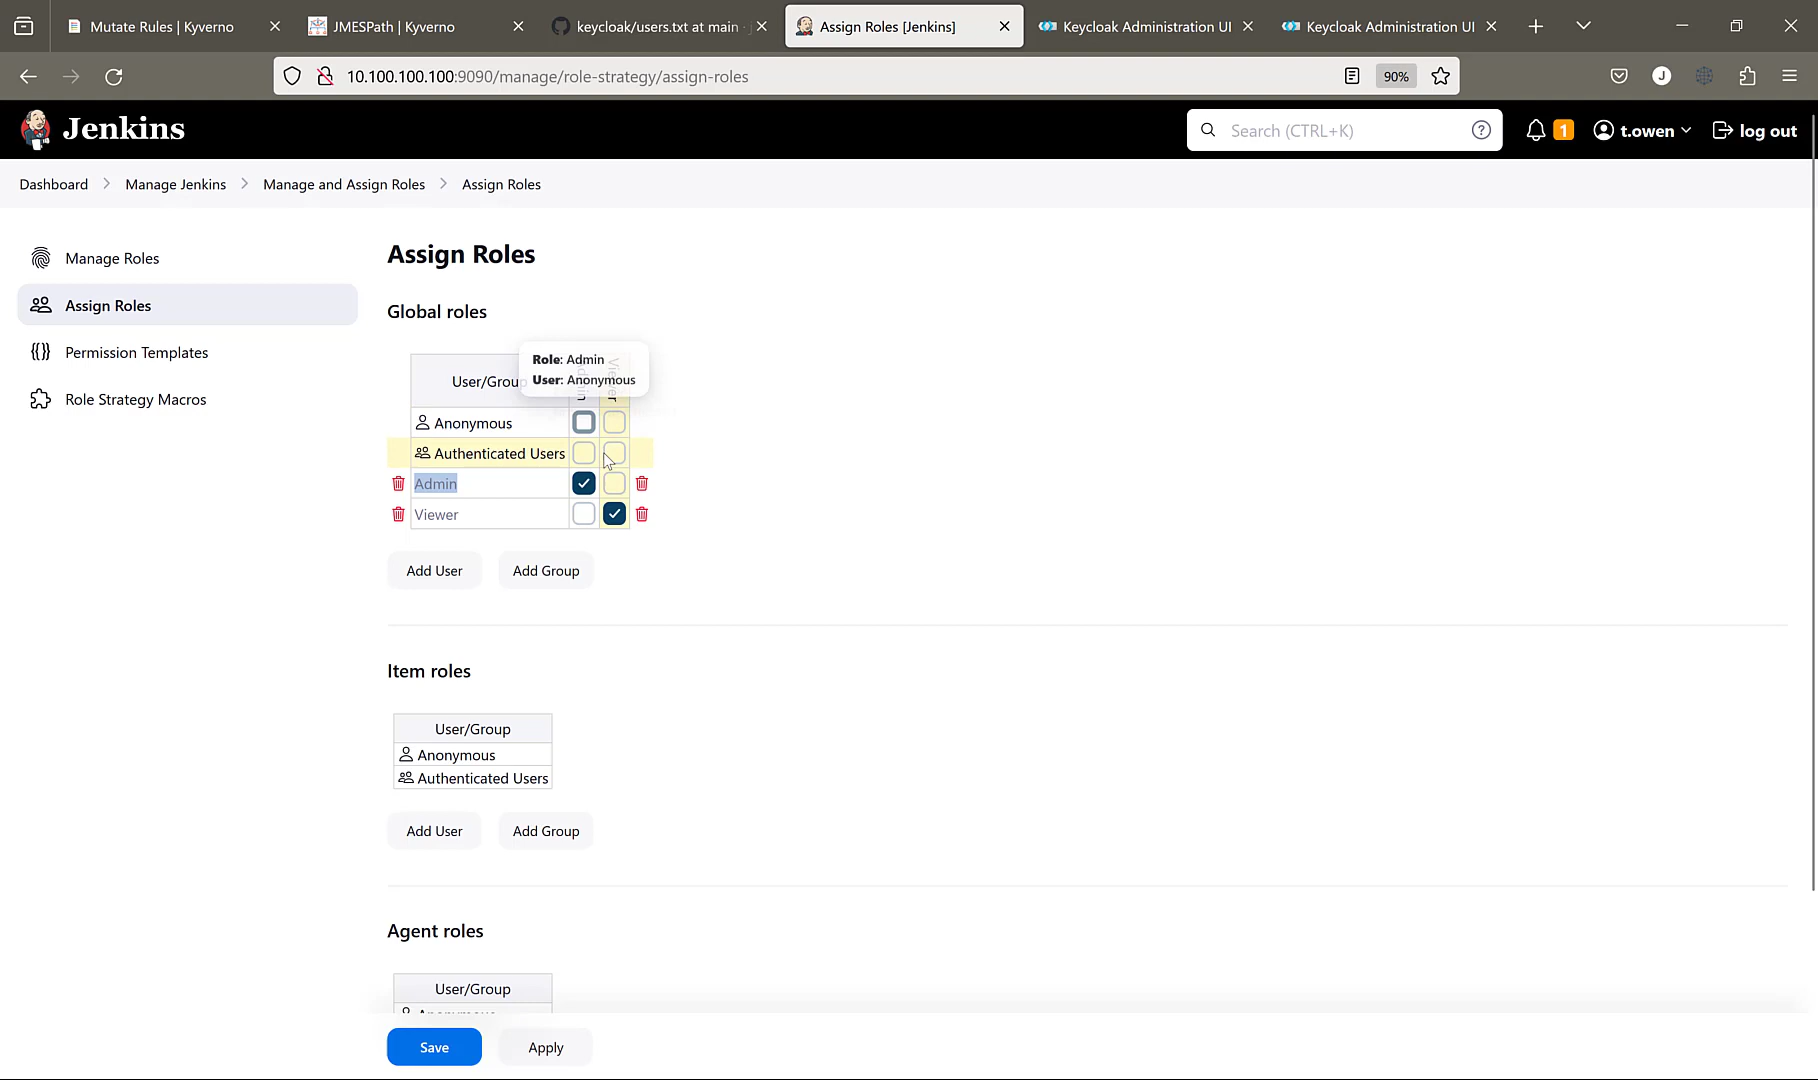 Mutate Rules | Kyverno
JMESPath | Kyverno
keycloak/users.txt at main
Assign Roles [Jenkins]
Keycloak Administration UI
Keycloak Administration UI
10.100.100.100:9090/manage/role-strategy/assign-roles
90%
J
Jenkins
Search (CTRL+K)
1
t.owen
log out
Dashboard
Manage Jenkins
Manage and Assign Roles
Assign Roles
Manage Roles
Assign Roles
Permission Templates
Role Strategy Macros
Assign Roles
Global roles
Role: Admin
User: Anonymous
User/Group
Anonymous
Authenticated Users
Admin
Viewer
Add User
Add Group
Item roles
User/Group
Anonymous
Authenticated Users
Add User
Add Group
Agent roles
User/Group
Save
Apply